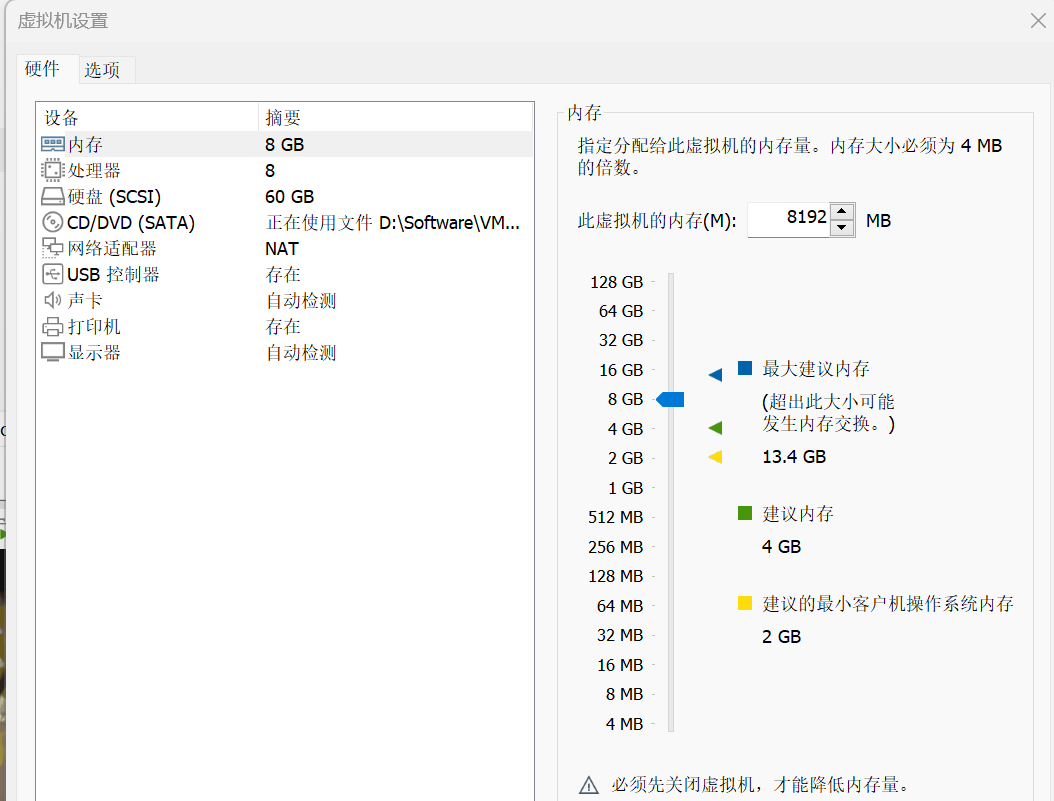 虚拟机设置
硬件 选项
设备 摘要
内存 8 GB
处理器 8
硬盘 (SCSI) 60 GB
CD/DVD (SATA) 正在使用文件 D:\Software\VM...
网络适配器 NAT
USB 控制器 存在
声卡 自动检测
打印机 存在
显示器 自动检测
内存
指定分配给此虚拟机的内存量。内存大小必须为 4 MB
的倍数。
此虚拟机的内存(M): 8192 MB
128 GB
64 GB
32 GB
16 GB
8 GB
4 GB
2 GB
1 GB
512 MB
256 MB
128 MB
64 MB
32 MB
16 MB
8 MB
4 MB
最大建议内存
(超出此大小可能
发生内存交换。)
13.4 GB
建议内存
4 GB
建议的最小客户机操作系统内存
2 GB
必须先关闭虚拟机，才能降低内存量。